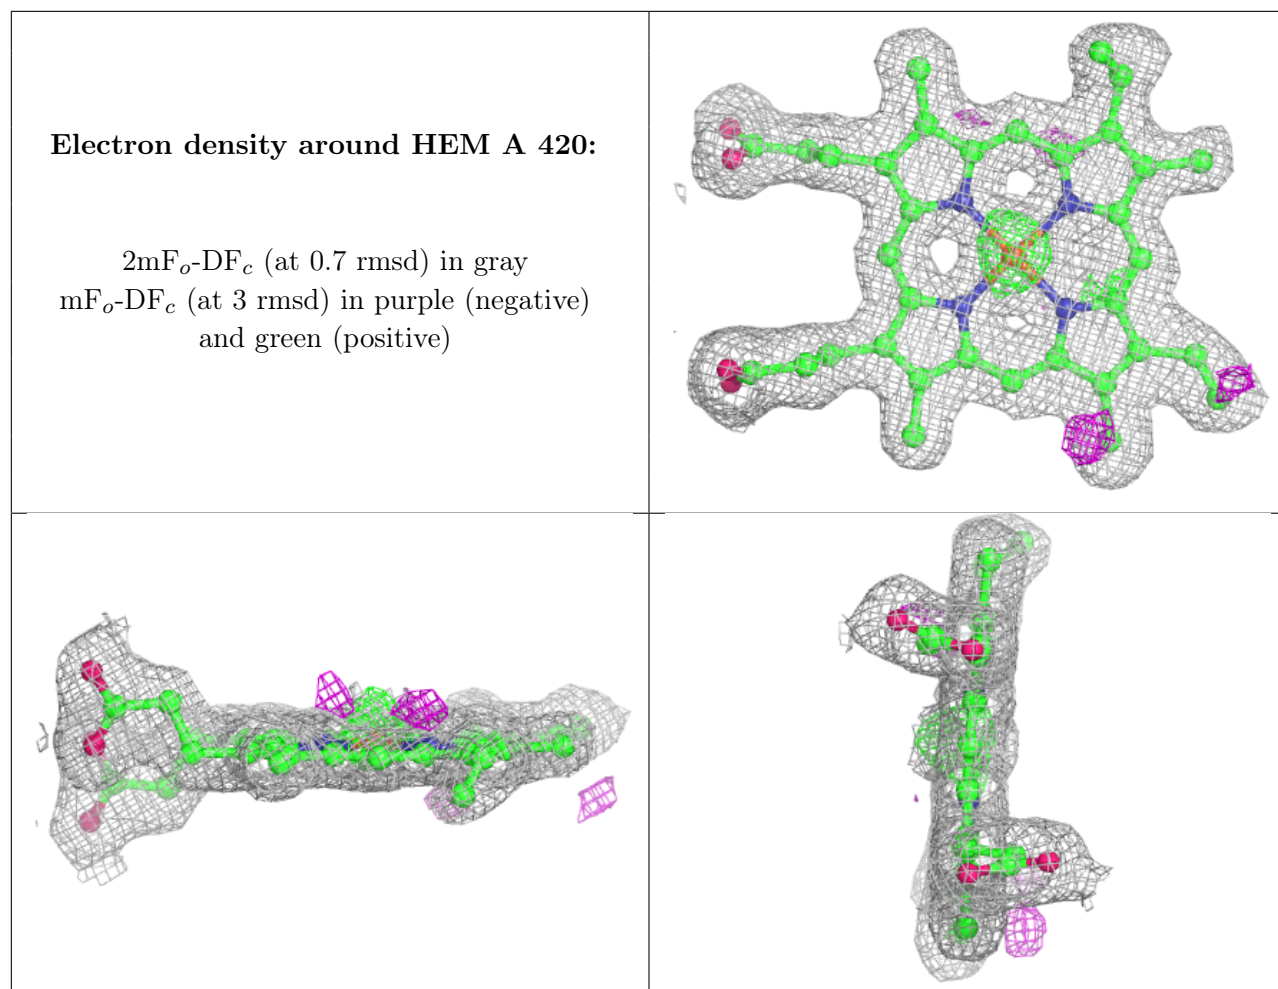 Electron density around HEM A 420:
2mFo-DFc (at 0.7 rmsd) in gray
mFo-DFc (at 3 rmsd) in purple (negative)
and green (positive)